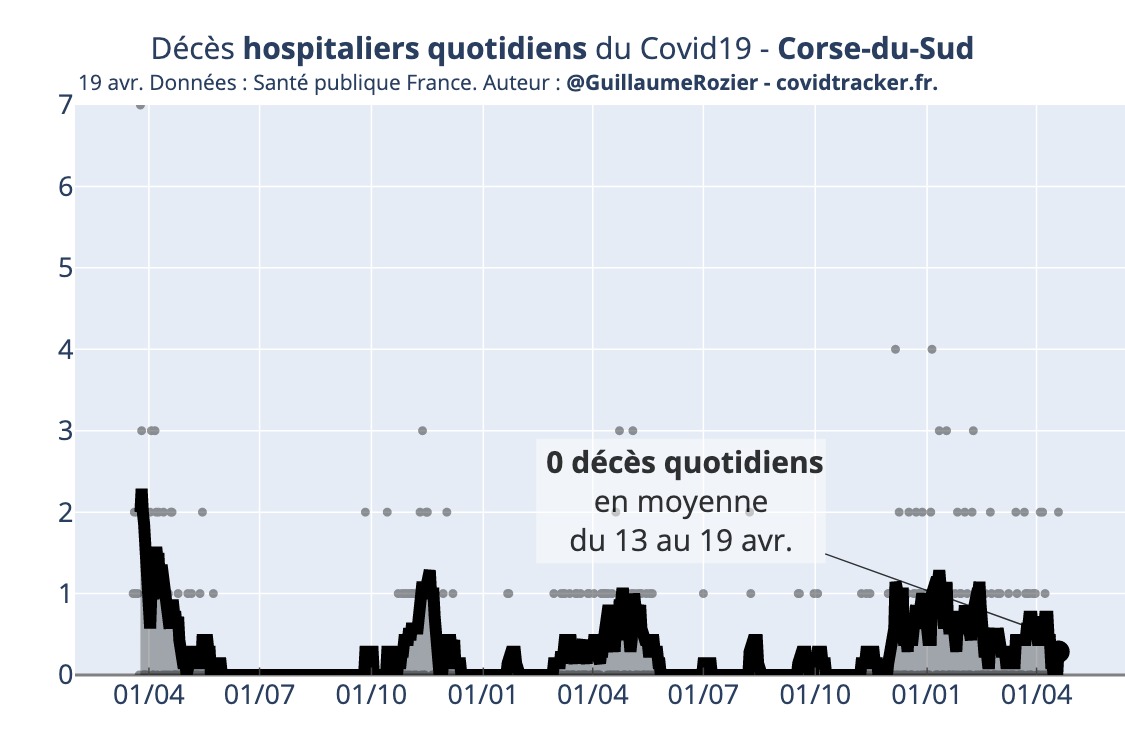 Décès hospitaliers quotidiens du Covid19 - Corse-du-Sud
19 avr. Données : Santé publique France. Auteur : @GuillaumeRozier - covidtracker.fr.
7
6
5
4
3
2
1
0
0 décès quotidiens
en moyenne
du 13 au 19 avr.
01/04 01/07 01/10 01/01 01/04 01/07 01/10 01/01 01/04